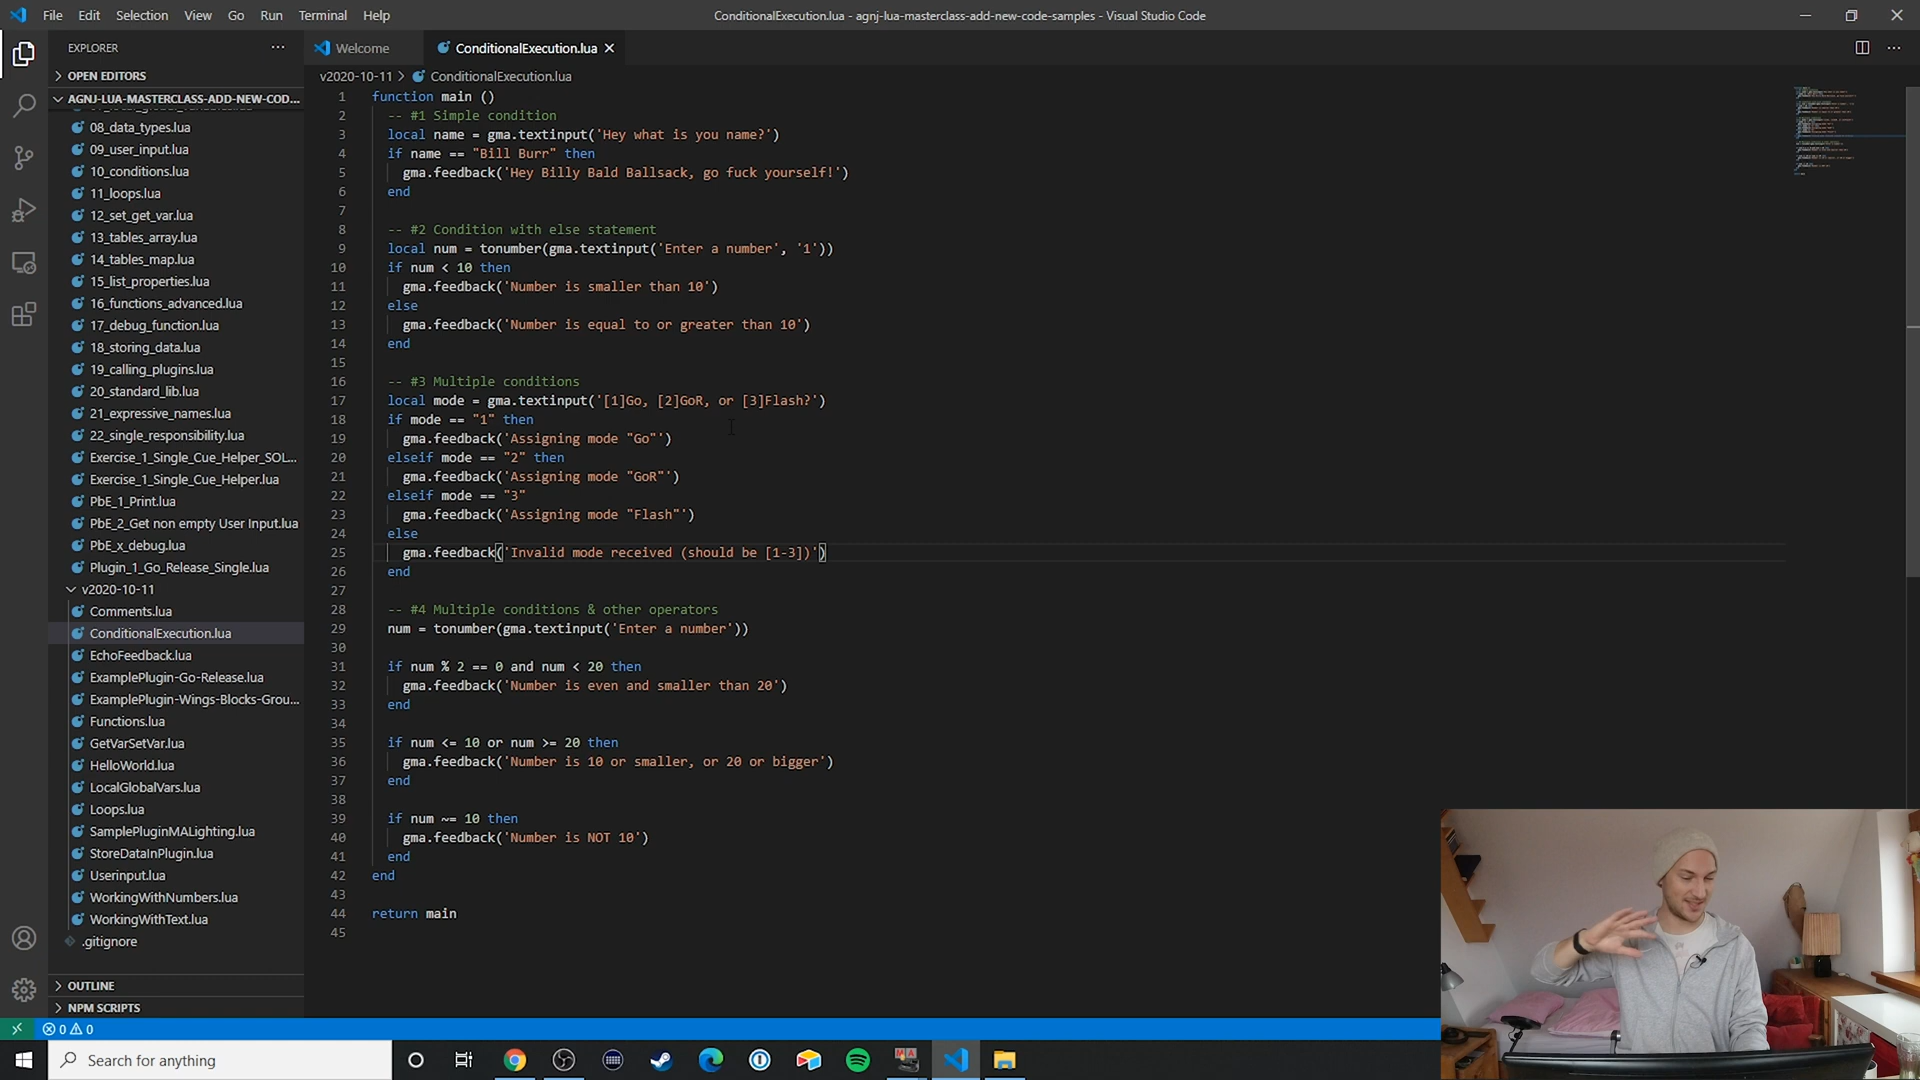 File Edit Selection View Go Run Terminal Help
ConditionalExecution.lua - agnj-lua-masterclass-add-new-code-samples - Visual Studio Code
EXPLORER
OPEN EDITORS
AGNJ-LUA-MASTERCLASS-ADD-NEW-COD...
08_data_types.lua
09_user_input.lua
10_conditions.lua
11_loops.lua
12_set_get_var.lua
13_tables_array.lua
14_tables_map.lua
15_list_properties.lua
16_functions_advanced.lua
17_debug_function.lua
18_storing_data.lua
19_calling_plugins.lua
20_standard_lib.lua
21_expressive_names.lua
22_single_responsibility.lua
Exercise_1_Single_Cue_Helper_SOL...
Exercise_1_Single_Cue_Helper.lua
PbE_1_Print.lua
PbE_2_Get non empty User Input.lua
PbE_x_debug.lua
Plugin_1_Go_Release_Single.lua
v2020-10-11
Comments.lua
ConditionalExecution.lua
EchoFeedback.lua
ExamplePlugin-Go-Release.lua
ExamplePlugin-Wings-Blocks-Grou...
Functions.lua
GetVarSetVar.lua
HelloWorld.lua
LocalGlobalVars.lua
Loops.lua
SamplePluginMALighting.lua
StoreDataInPlugin.lua
Userinput.lua
WorkingWithNumbers.lua
WorkingWithText.lua
.gitignore
OUTLINE
NPM SCRIPTS
Welcome
ConditionalExecution.lua
v2020-10-11 > ConditionalExecution.lua
1 function main ()
2 -- #1 Simple condition
3 local name = gma.textinput('Hey what is you name?')
4 if name == "Bill Burr" then
5 gma.feedback('Hey Billy Bald Ballsack, go fuck yourself!')
6 end
7
8 -- #2 Condition with else statement
9 local num = tonumber(gma.textinput('Enter a number', '1'))
10 if num < 10 then
11 gma.feedback('Number is smaller than 10')
12 else
13 gma.feedback('Number is equal to or greater than 10')
14 end
15
16 -- #3 Multiple conditions
17 local mode = gma.textinput('[1]Go, [2]GoR, or [3]Flash?')
18 if mode == "1" then
19 gma.feedback('Assigning mode "Go"')
20 elseif mode == "2" then
21 gma.feedback('Assigning mode "GoR"')
22 elseif mode == "3"
23 gma.feedback('Assigning mode "Flash"')
24 else
25 gma.feedback('Invalid mode received (should be [1-3])')
26 end
27
28 -- #4 Multiple conditions & other operators
29 num = tonumber(gma.textinput('Enter a number'))
30
31 if num % 2 == 0 and num < 20 then
32 gma.feedback('Number is even and smaller than 20')
33 end
34
35 if num <= 10 or num >= 20 then
36 gma.feedback('Number is 10 or smaller, or 20 or bigger')
37 end
38
39 if num ~= 10 then
40 gma.feedback('Number is NOT 10')
41 end
42 end
43
44 return main
45
0 0
Search for anything